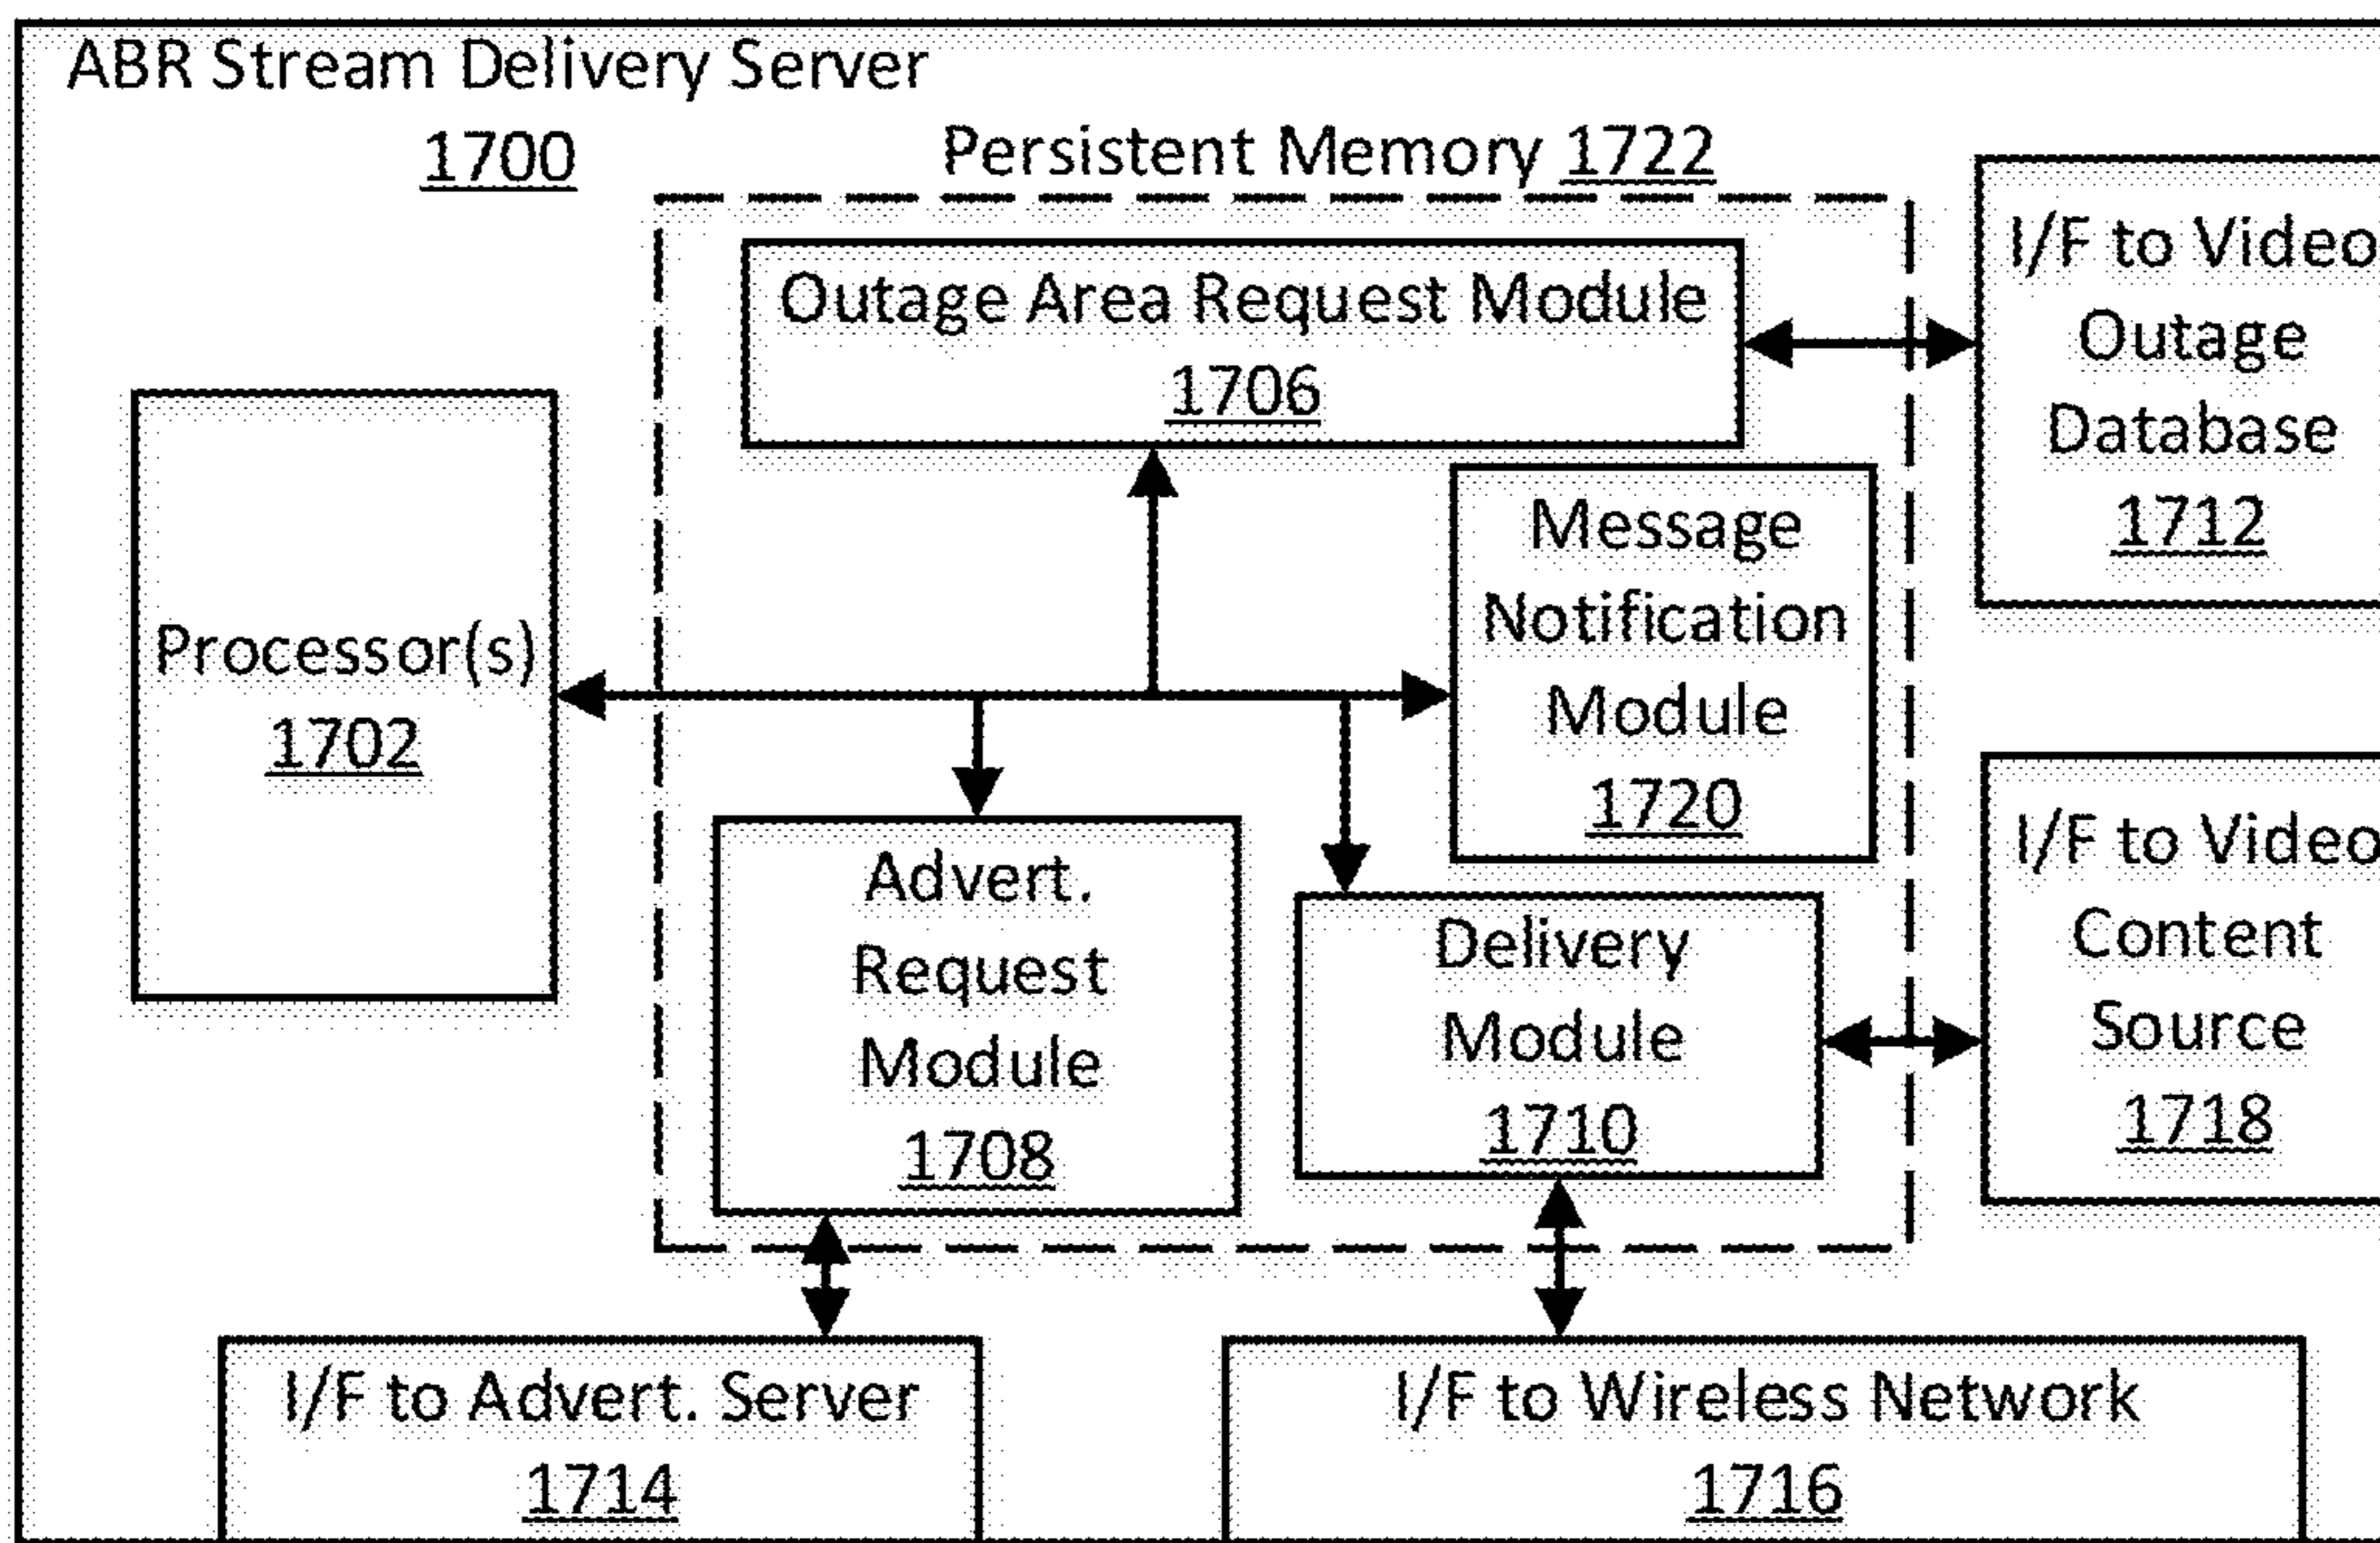 ABR Stream Delivery Server
1700
Persistent Memory 1722
Outage Area Request Module
1706
I/F to Video
Outage
Database
1712
Processor(s)
1702
Message
Notification
Module
1720
Advert.
Request
Module
1708
Delivery
Module
1710
I/F to Video
Content
Source
1718
I/F to Advert. Server
1714
I/F to Wireless Network
1716